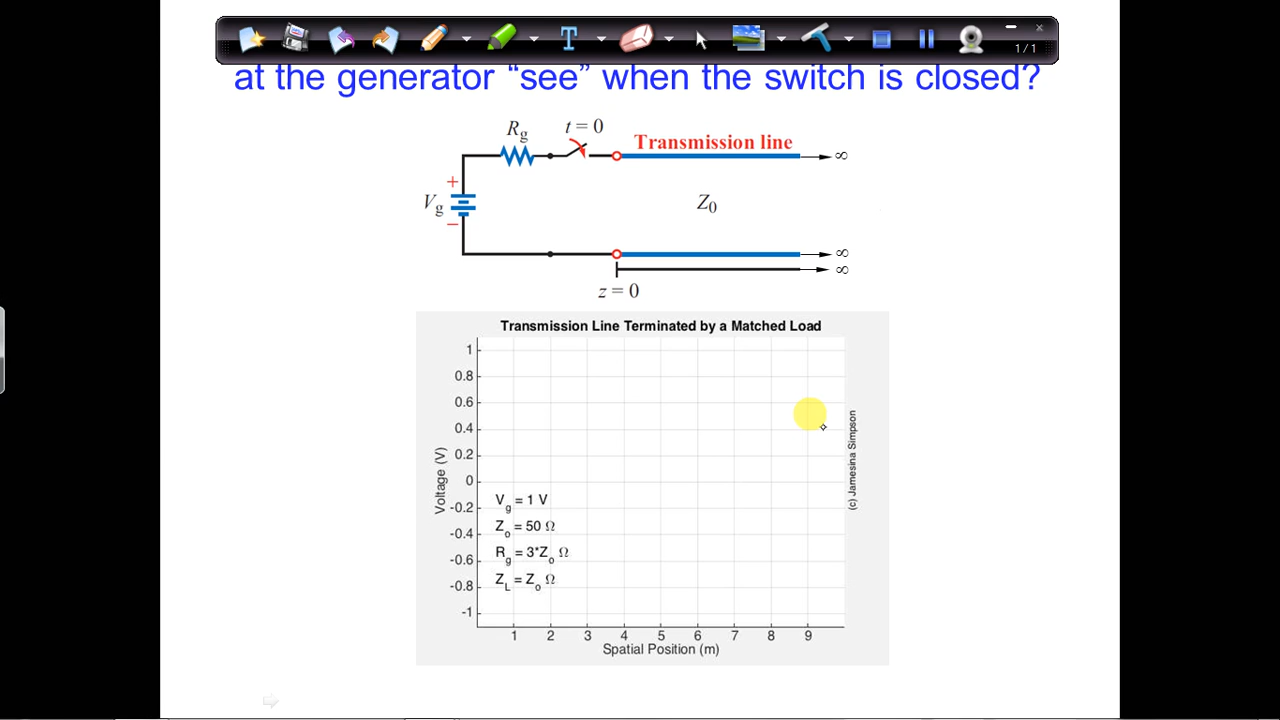 1/1
at the generator “see” when the switch is closed?
Rg
t = 0
Transmission line
∞
+
Vg
−
Z0
∞
∞
z = 0
Transmission Line Terminated by a Matched Load
1
0.8
0.6
0.4
0.2
0
-0.2
-0.4
-0.6
-0.8
-1
Voltage (V)
Vg = 1 V
Zo = 50 Ω
Rg = 3*Zo Ω
ZL = Zo Ω
(c) Jamesina Simpson
1 2 3 4 5 6 7 8 9
Spatial Position (m)